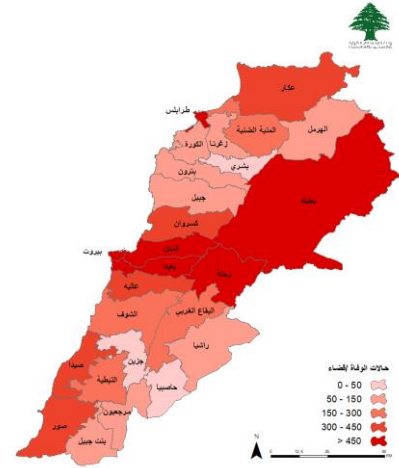 عكار
طرابلس
المنية الضنية
الهرمل
زغرتا
الكورة
بشري
بترون
بعلبك
جبيل
كسروان
المتن
بيروت
بعبدا
زحلة
عاليه
البقاع الغربي
الشوف
راشيا
جزين
صيدا
النبطية
حاصبيا
مرجعيون
صور
بنت جبيل
حالات الوفاة /قضاء
0 - 50
50 - 150
150 - 300
300 - 450
> 450
N